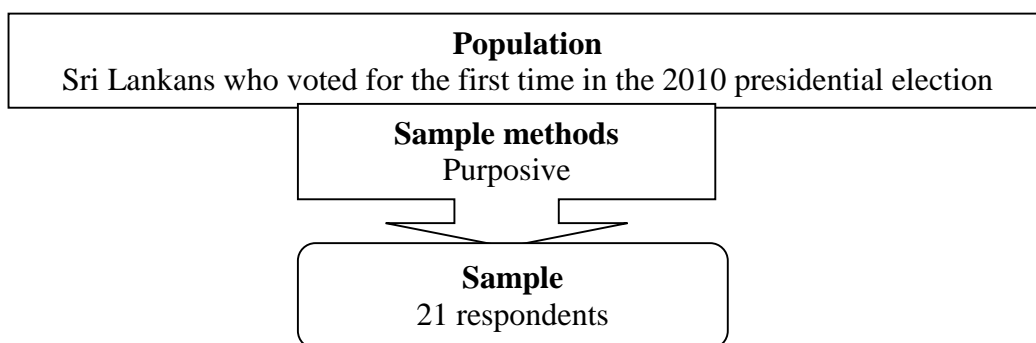 Population
Sri Lankans who voted for the first time in the 2010 presidential election
Sample methods
Purposive
Sample
21 respondents